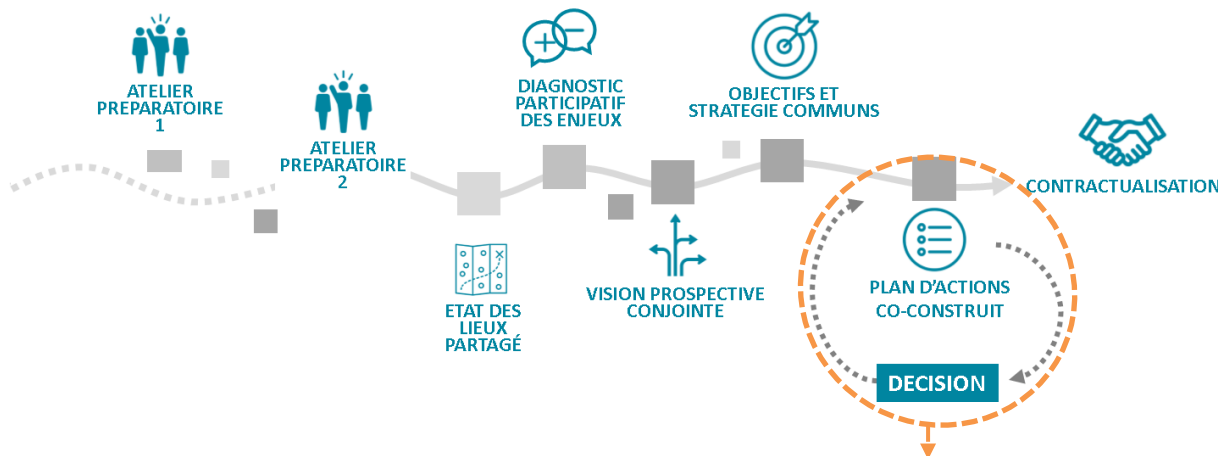 ATELIER
PREPARATOIRE
1
ATELIER
PREPARATOIRE
2
DIAGNOSTIC
PARTICIPATIF
DES ENJEUX
OBJECTIFS ET
STRATEGIE COMMUNS
CONTRACTUALISATION
ETAT DES
LIEUX
PARTAGÉ
VISION PROSPECTIVE
CONJOINTE
PLAN D'ACTIONS
CO-CONSTRUIT
DECISION